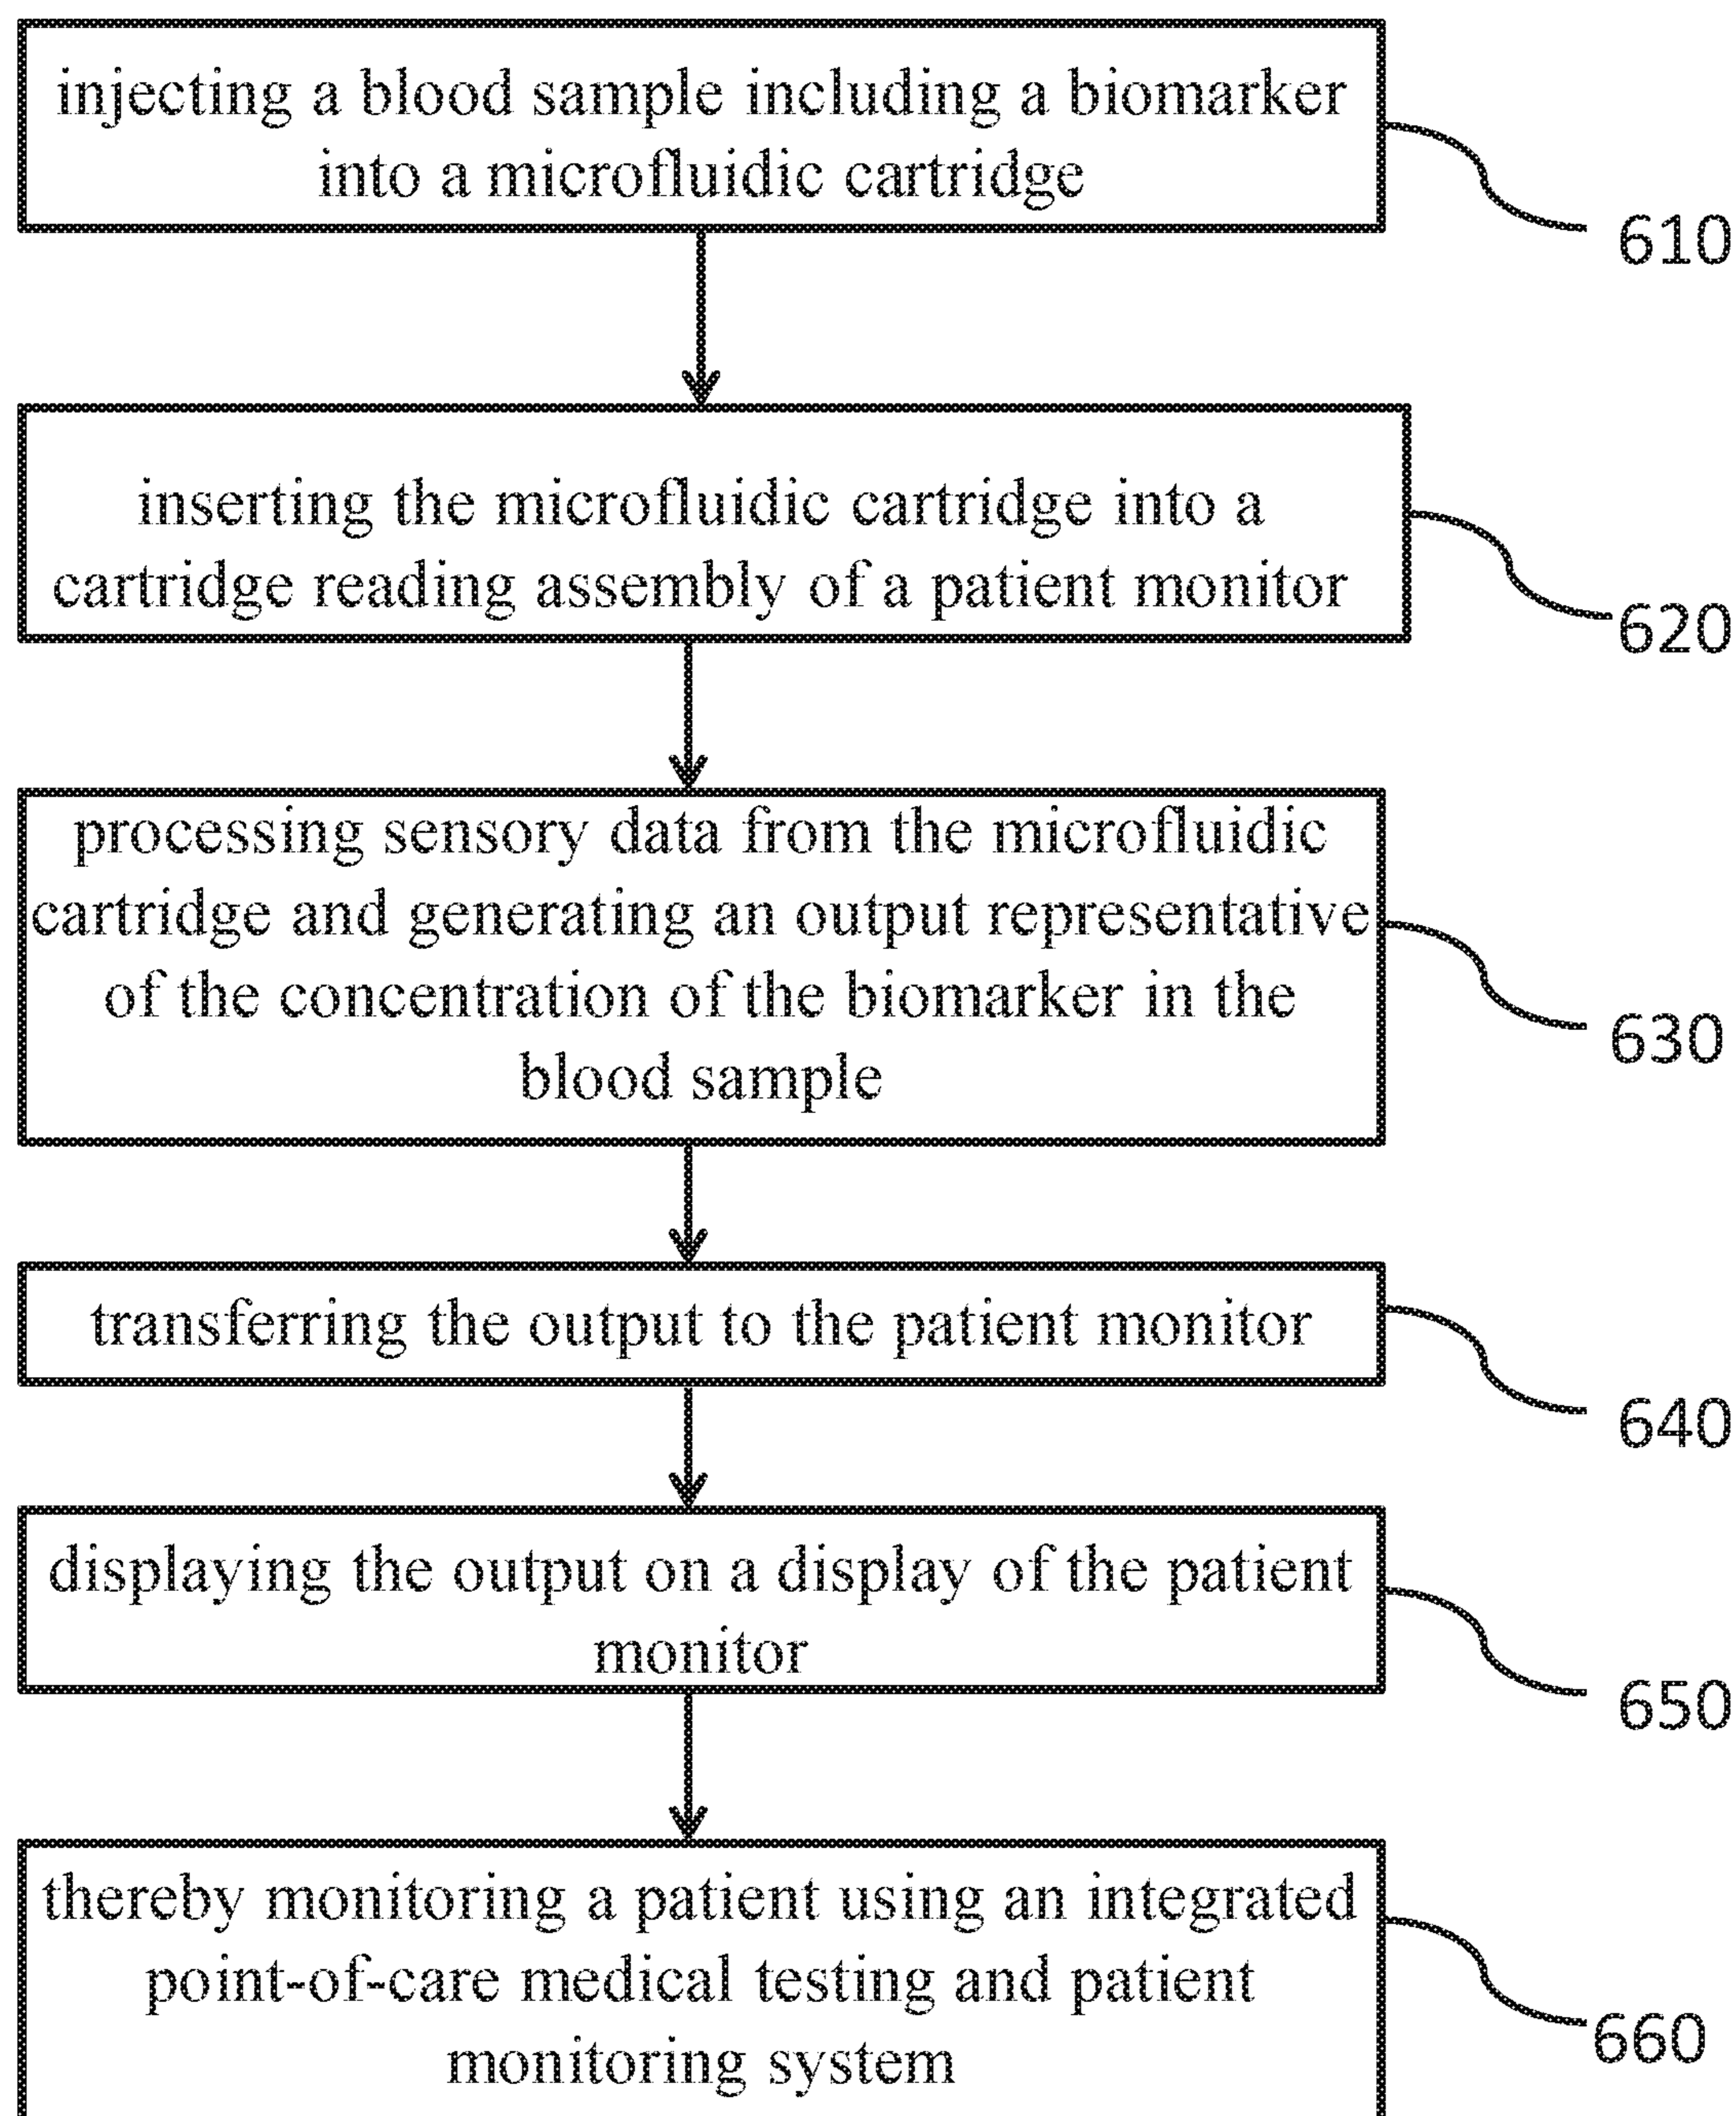 injecting a blood sample including a biomarker
into a microfluidic cartridge
610
inserting the microfluidic cartridge into a
cartridge reading assembly of a patient monitor
620
processing sensory data from the microfluidic
cartridge and generating an output representative
of the concentration of the biomarker in the
blood sample
630
transferring the output to the patient monitor
640
displaying the output on a display of the patient
monitor
650
thereby monitoring a patient using an integrated
point-of-care medical testing and patient
monitoring system
660